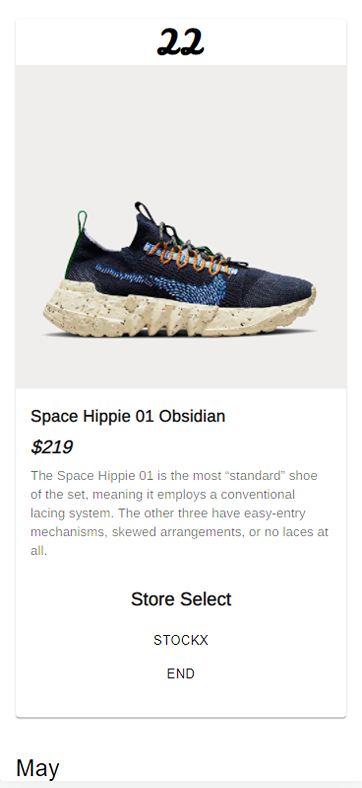 22
Space Hippie 01 Obsidian
$219
The Space Hippie 01 is the most “standard” shoe
of the set, meaning it employs a conventional
lacing system. The other three have easy-entry
mechanisms, skewed arrangements, or no laces at
all.
Store Select
STOCKX
END
May